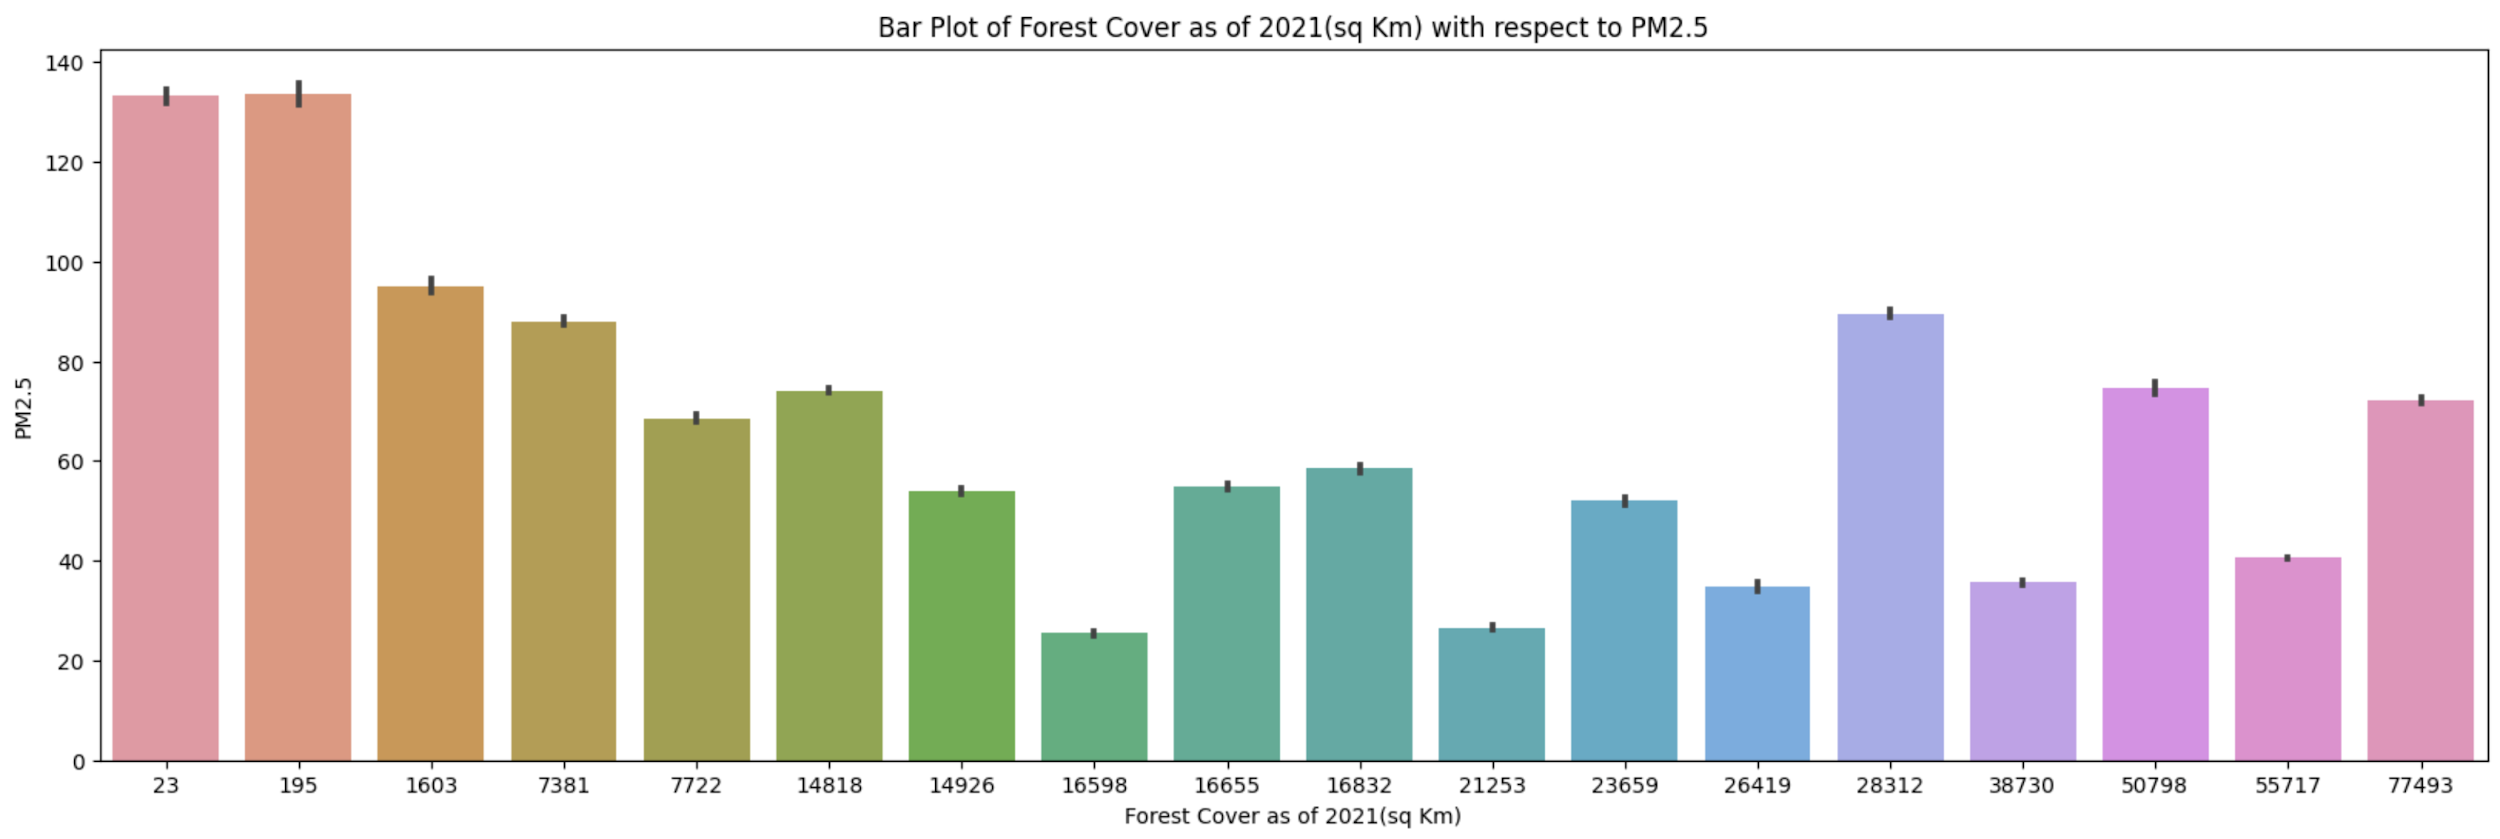 Bar Plot of Forest Cover as of 2021(sq Km) with respect to PM2.5
140
120
100
80
60
40
20
0
PM2.5
23 195 1603 7381 7722 14818 14926 16598 16655 16832 21253 23659 26419 28312 38730 50798 55717 77493
Forest Cover as of 2021(sq Km)